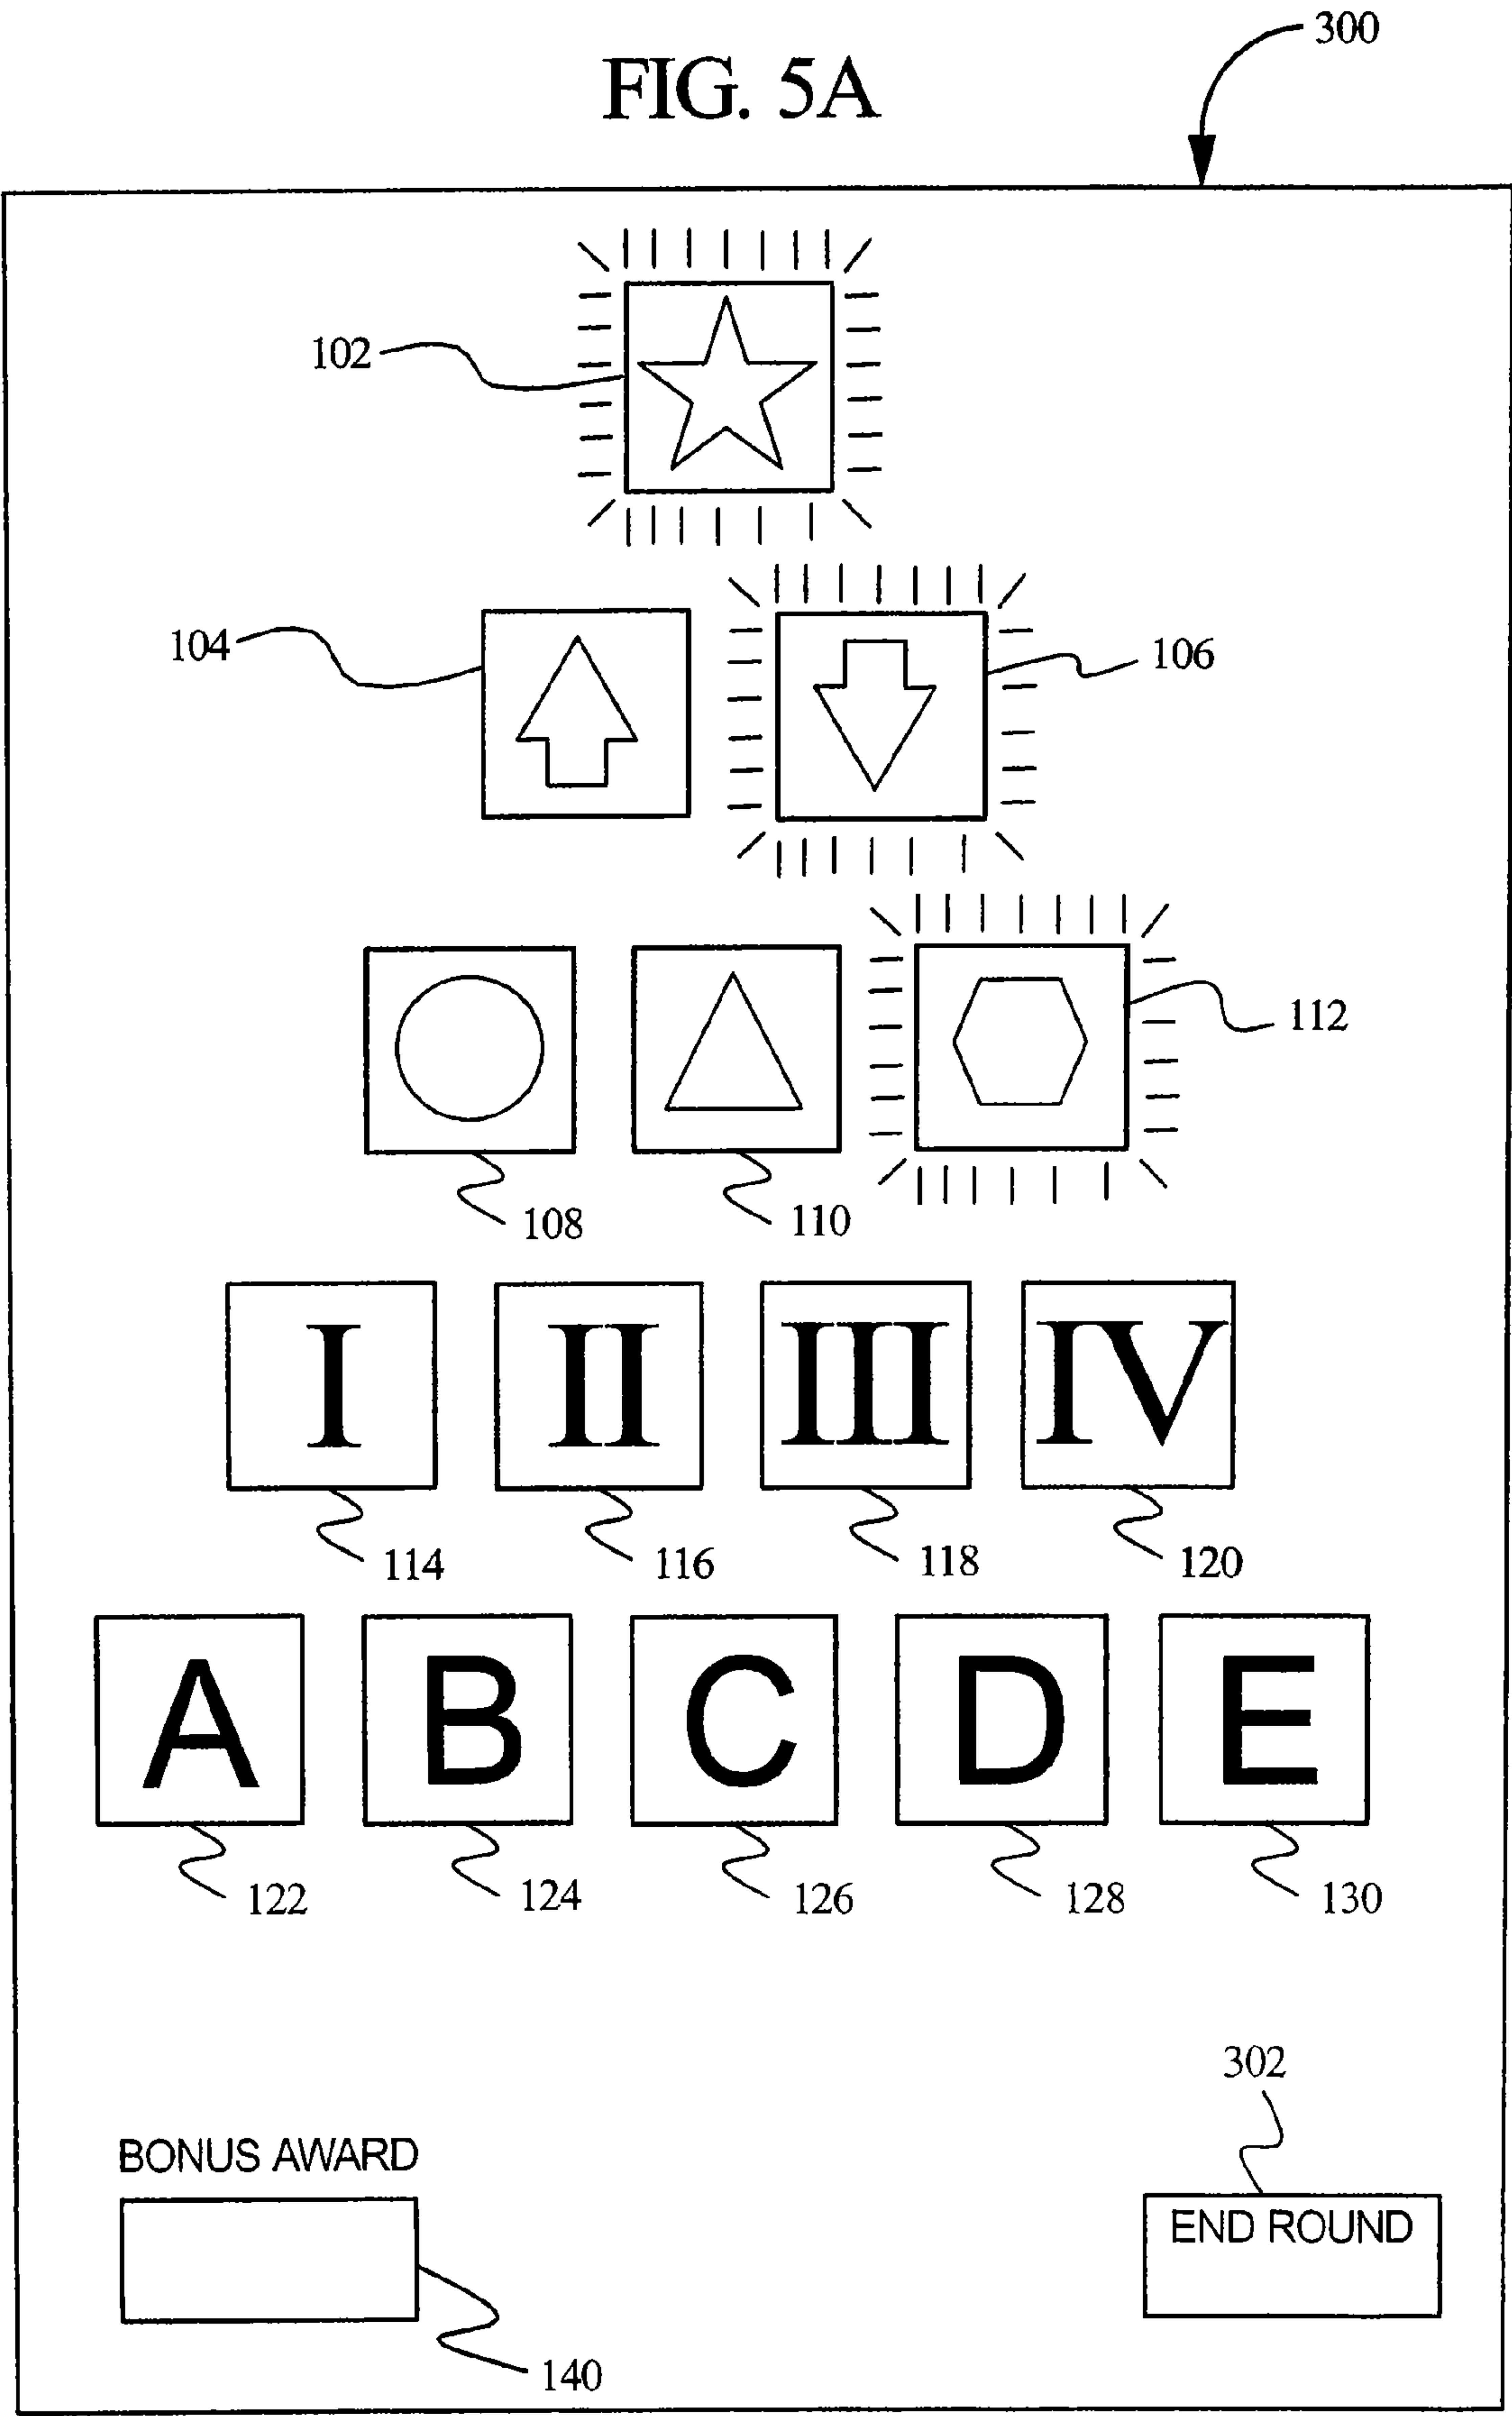 300
FIG. 5A
102
104
106
112
108
110
I II III IV
114 116 118 120
A B C D E
122 124 126 128 130
302
BONUS AWARD
END ROUND
140